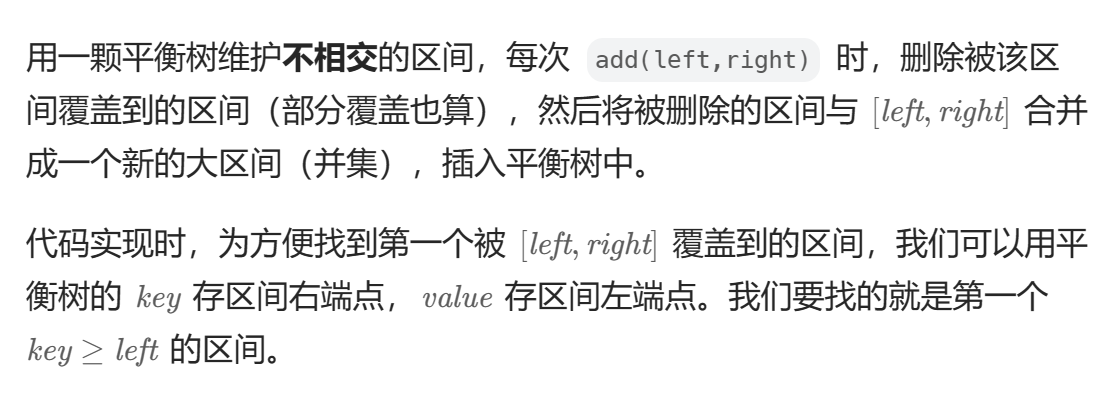 用一颗平衡树维护不相交的区间，每次 add(left,right) 时，删除被该区
间覆盖到的区间（部分覆盖也算），然后将被删除的区间与 [left, right] 合并
成一个新的大区间（并集），插入平衡树中。
代码实现时，为方便找到第一个被 [left, right] 覆盖到的区间，我们可以用平
衡树的 key 存区间右端点，value 存区间左端点。我们要找的就是第一个
key ≥ left 的区间。